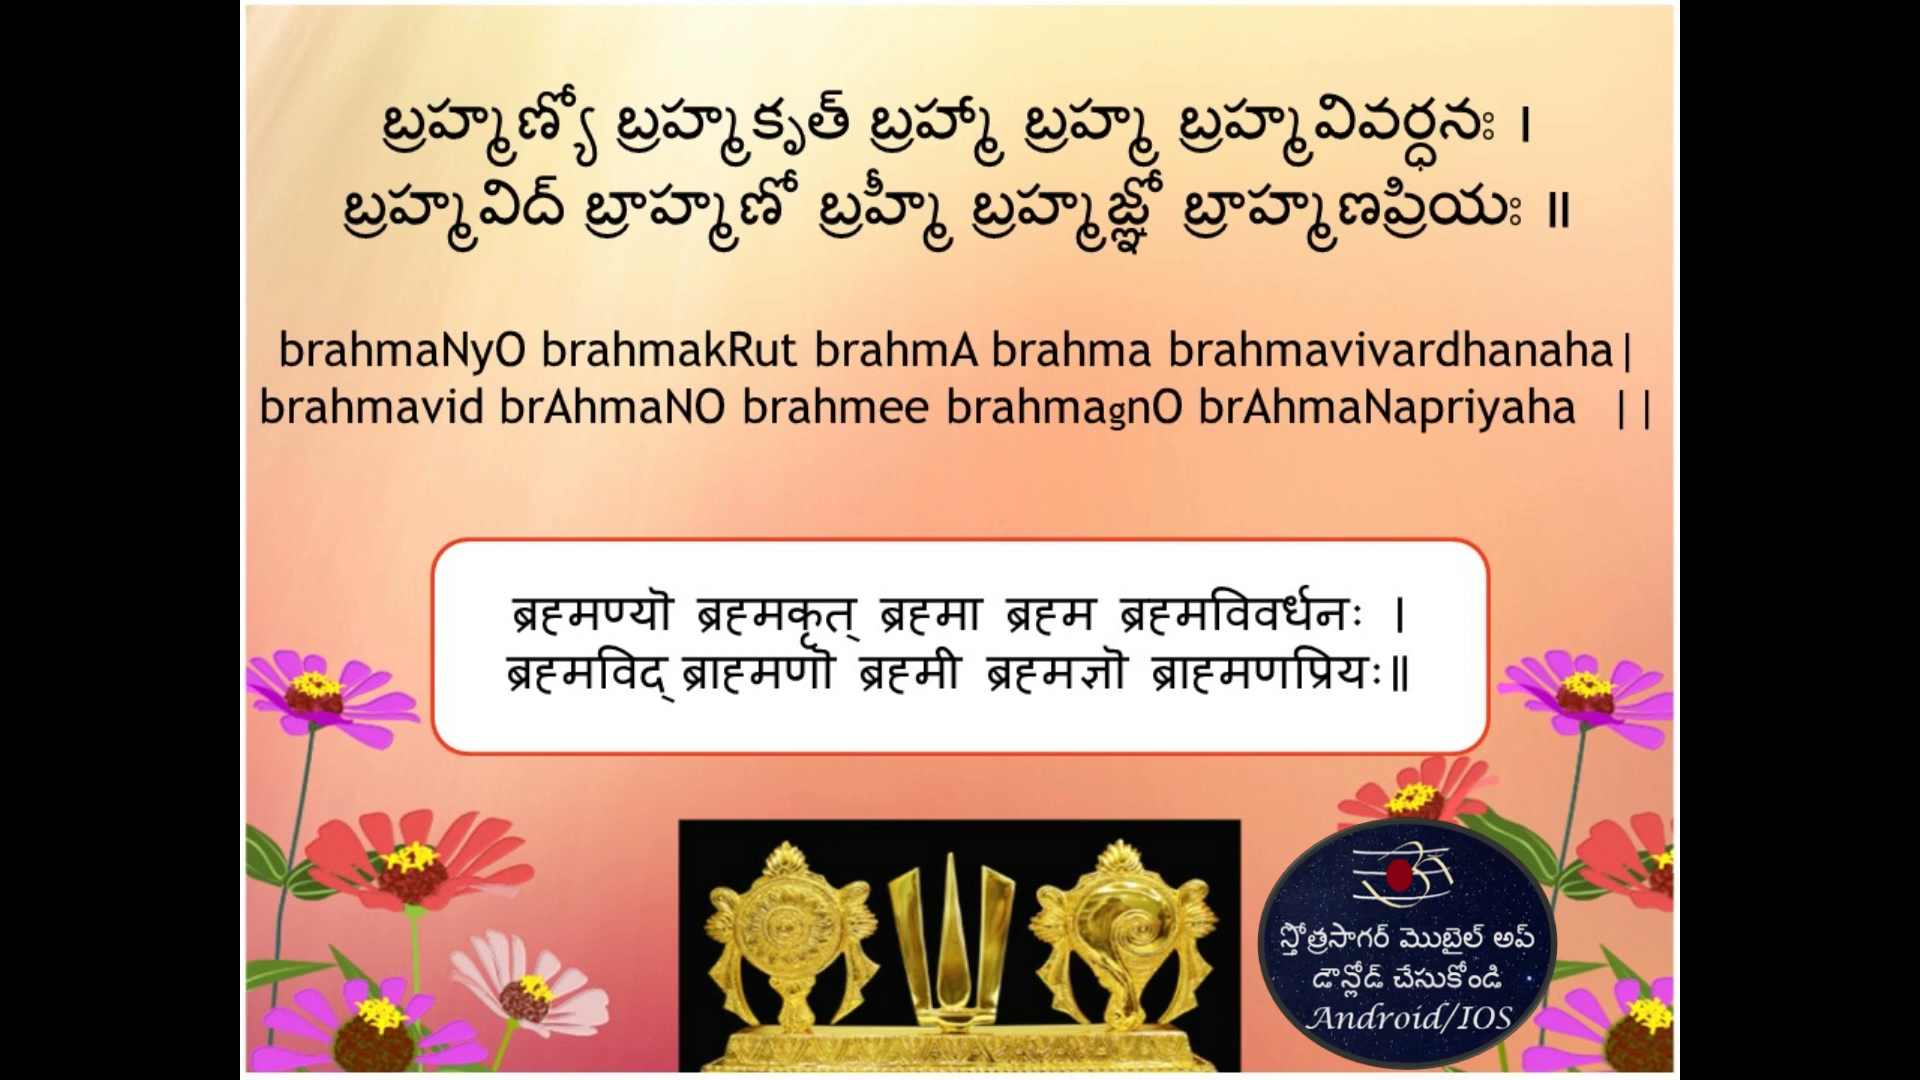 బ్రహ్మణ్యో బ్రహ్మకృత్ బ్రహ్మా బ్రహ్మ బ్రహ్మవివర్ధనః ।
బ్రహ్మవిద్ బ్రాహ్మణో బ్రహ్మీ బ్రహ్మజ్ఞో బ్రాహ్మణప్రియః ॥
brahmaNyO brahmakRut brahmA brahma brahmavivardhanaha|
brahmavid brAhmaNO brahmee brahmagnO brAhmaNapriyaha ||
ब्रह्मण्यॊ ब्रह्मकृत् ब्रह्मा ब्रह्म ब्रह्मविवर्धनः ।
ब्रह्मविद् ब्राह्मणॊ ब्रह्मी ब्रह्मज्ञॊ ब्राह्मणप्रियः॥
స్తోత్రసాగర్ మొబైల్ అప్
డౌన్లోడ్ చేసుకోండి
Android/IOS